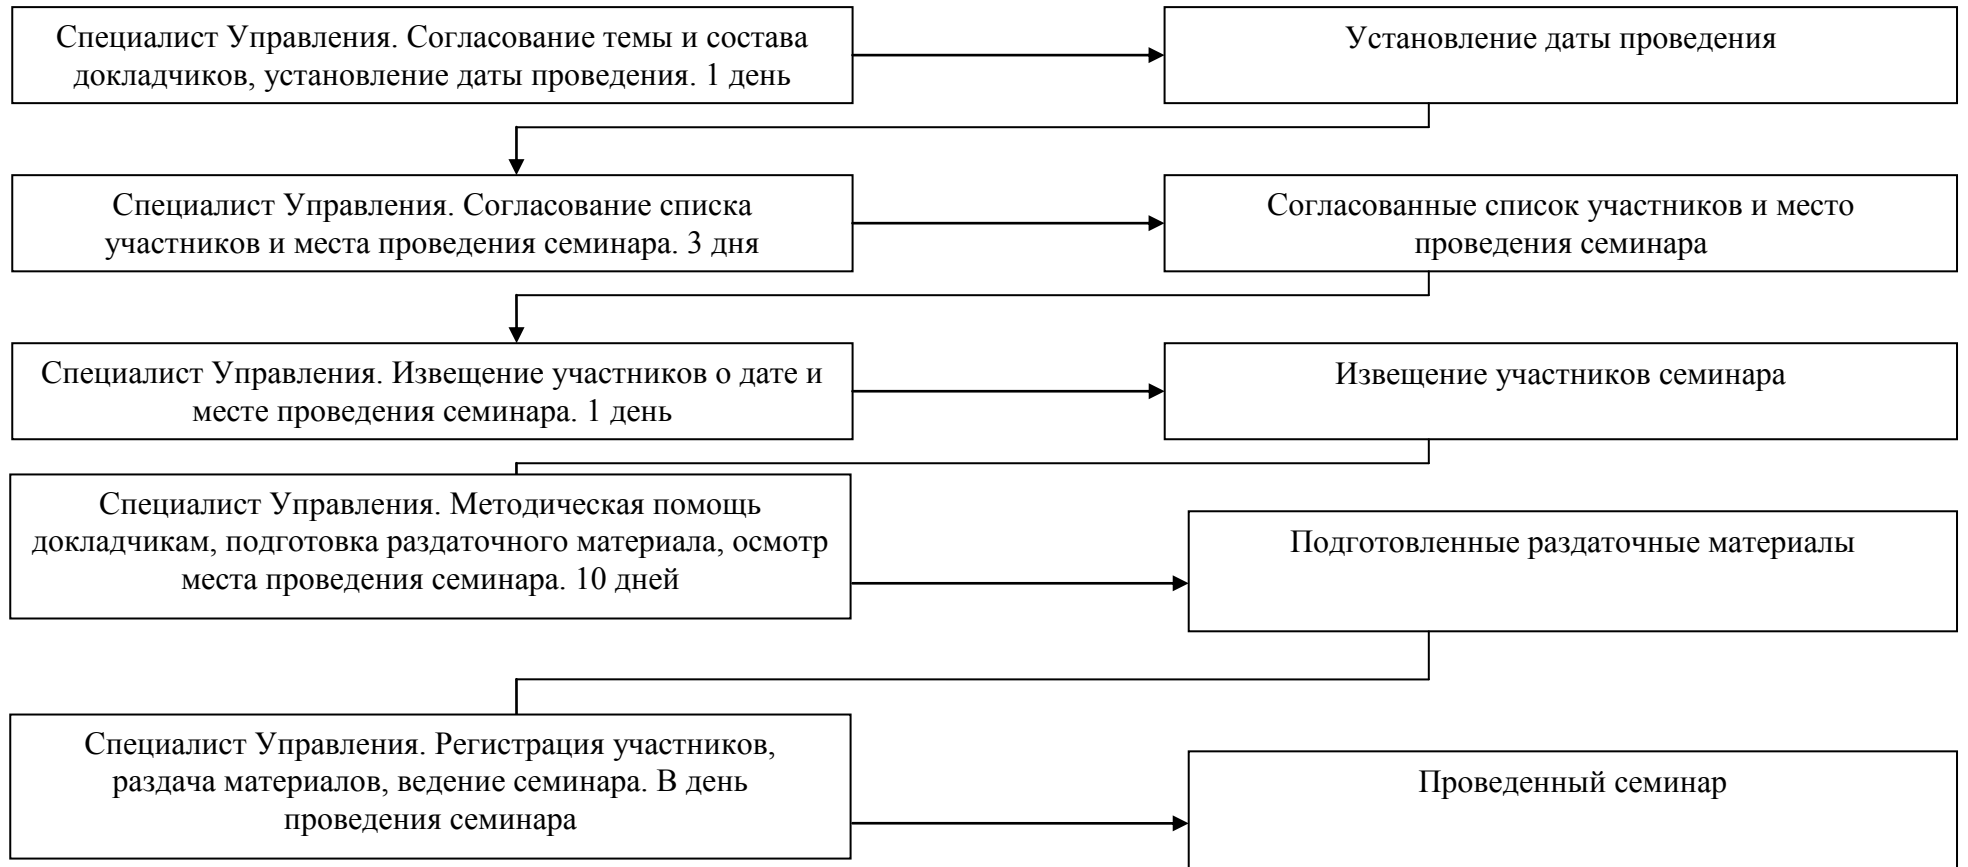 Специалист Управления. Согласование темы и состава
докладчиков, установление даты проведения. 1 день
Установление даты проведения
Специалист Управления. Согласование списка
участников и места проведения семинара. 3 дня
Согласованные список участников и место
проведения семинара
Специалист Управления. Извещение участников о дате и
месте проведения семинара. 1 день
Извещение участников семинара
Специалист Управления. Методическая помощь
докладчикам, подготовка раздаточного материала, осмотр
места проведения семинара. 10 дней
Подготовленные раздаточные материалы
Специалист Управления. Регистрация участников,
раздача материалов, ведение семинара. В день
проведения семинара
Проведенный семинар